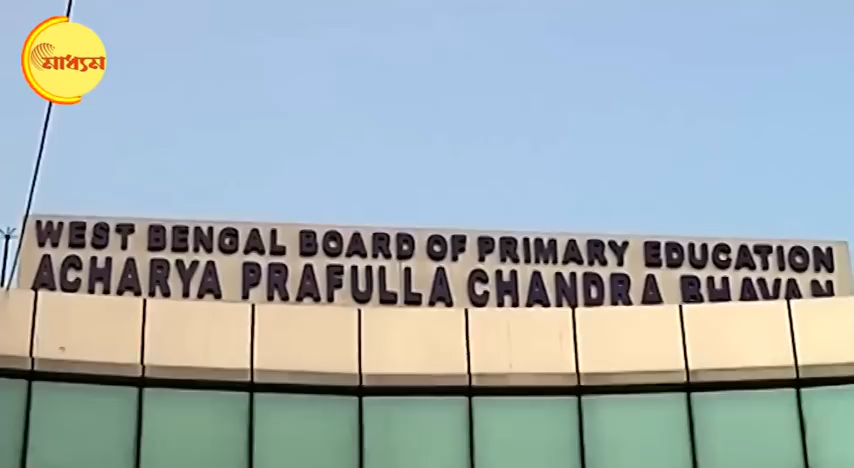 মাধ্যম
WEST BENGAL BOARD OF PRIMARY EDUCATION
ACHARYA PRAFULLA CHANDRA BHAVAN